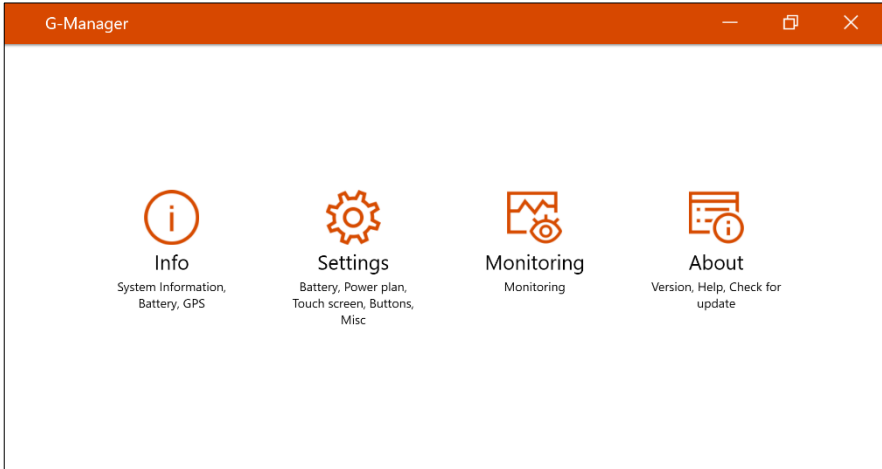 G-Manager
Info
System Information,
Battery, GPS
Settings
Battery, Power plan,
Touch screen, Buttons,
Misc
Monitoring
Monitoring
About
Version, Help, Check for
update